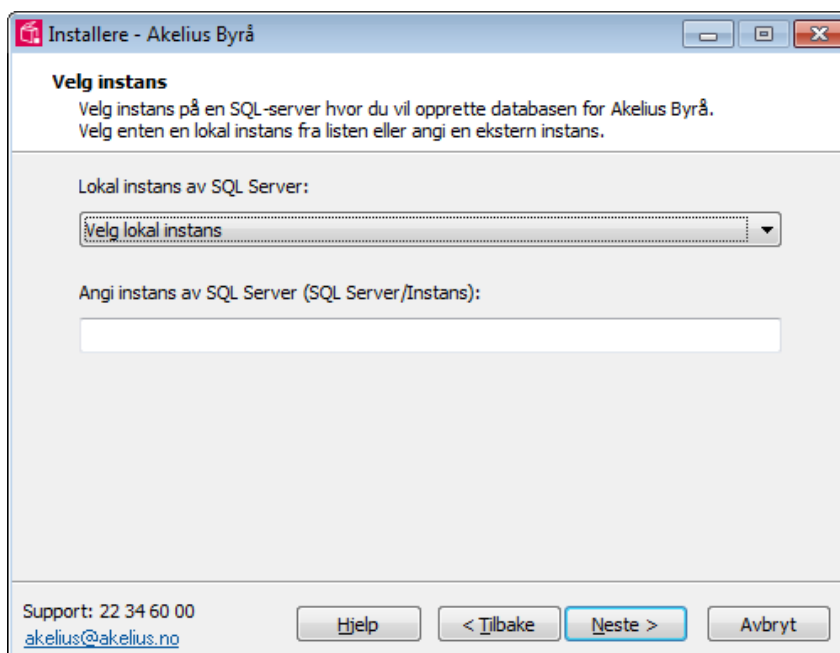 Installere - Akelius Byrå
Velg instans
Velg instans på en SQL-server hvor du vil opprette databasen for Akelius Byrå.
Velg enten en lokal instans fra listen eller angi en ekstern instans.
Lokal instans av SQL Server:
Velg lokal instans
Angi instans av SQL Server (SQL Server/Instans):
Support: 22 34 60 00
akelius@akelius.no
Hjelp
< Tilbake
Neste >
Avbryt